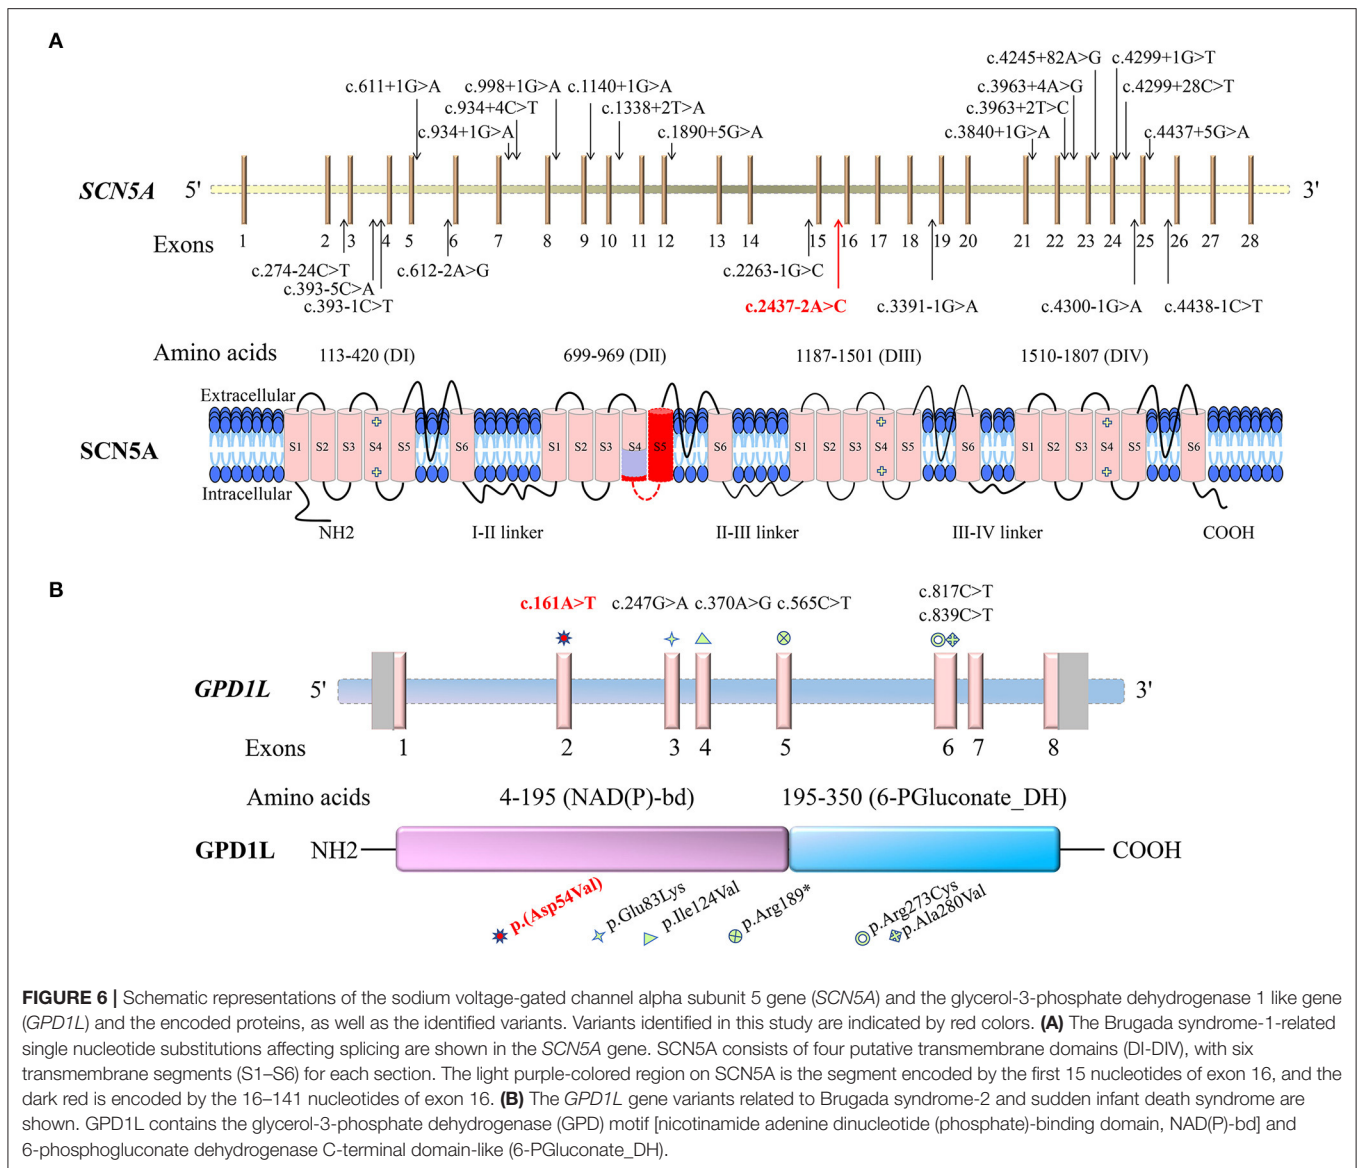 A
c.4245+82A>G
c.4299+1G>T
c.611+1G>A
c.998+1G>A
c.1140+1G>A
c.3963+4A>G
c.4299+28C>T
c.934+4C>T
c.1338+2T>A
c.3963+2T>C
c.934+1G>A
c.1890+5G>A
c.3840+1G>A
c.4437+5G>A
SCN5A
5'
3'
Exons
1 2 3 4 5 6 7 8 9 10 11 12 13 14 15 16 17 18 19 20 21 22 23 24 25 26 27 28
c.274-24C>T
c.612-2A>G
c.2263-1G>C
c.393-5C>A
c.393-1C>T
c.2437-2A>C
c.3391-1G>A
c.4300-1G>A
c.4438-1C>T
Amino acids
113-420 (DI)
699-969 (DII)
1187-1501 (DIII)
1510-1807 (DIV)
Extracellular
SCN5A
S1 S2 S3 S4 S5 S6 S1 S2 S3 S4 S5 S6 S1 S2 S3 S4 S5 S6 S1 S2 S3 S4 S5 S6
Intracellular
NH2
I-II linker
II-III linker
III-IV linker
COOH
B
c.161A>T
c.247G>A
c.370A>G
c.565C>T
c.817C>T
c.839C>T
GPD1L
5'
3'
Exons
1 2 3 4 5 6 7 8
Amino acids
4-195 (NAD(P)-bd)
195-350 (6-PGluconate_DH)
GPD1L
NH2
COOH
p.(Asp54Val)
p.Glu83Lys
p.Ile124Val
p.Arg189*
p.Arg273Cys
p.Ala280Val
FIGURE 6 | Schematic representations of the sodium voltage-gated channel alpha subunit 5 gene (SCN5A) and the glycerol-3-phosphate dehydrogenase 1 like gene
(GPD1L) and the encoded proteins, as well as the identified variants. Variants identified in this study are indicated by red colors. (A) The Brugada syndrome-1-related
single nucleotide substitutions affecting splicing are shown in the SCN5A gene. SCN5A consists of four putative transmembrane domains (DI-DIV), with six
transmembrane segments (S1–S6) for each section. The light purple-colored region on SCN5A is the segment encoded by the first 15 nucleotides of exon 16, and the
dark red is encoded by the 16–141 nucleotides of exon 16. (B) The GPD1L gene variants related to Brugada syndrome-2 and sudden infant death syndrome are
shown. GPD1L contains the glycerol-3-phosphate dehydrogenase (GPD) motif [nicotinamide adenine dinucleotide (phosphate)-binding domain, NAD(P)-bd] and
6-phosphogluconate dehydrogenase C-terminal domain-like (6-PGluconate_DH).